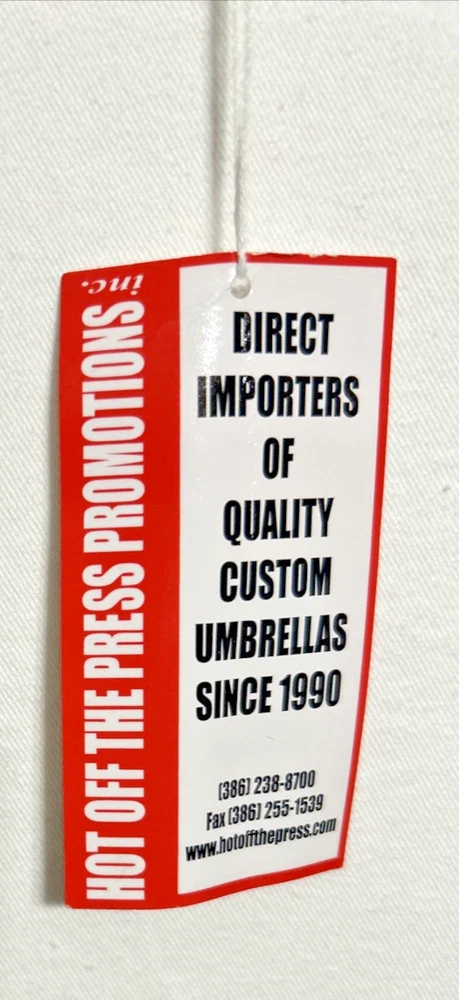 HOT OFF THE PRESS PROMOTIONS inc.
DIRECT
IMPORTERS
OF
QUALITY
CUSTOM
UMBRELLAS
SINCE 1990
(386) 238-8700
Fax (386) 255-1539
www.hotoffthepress.com